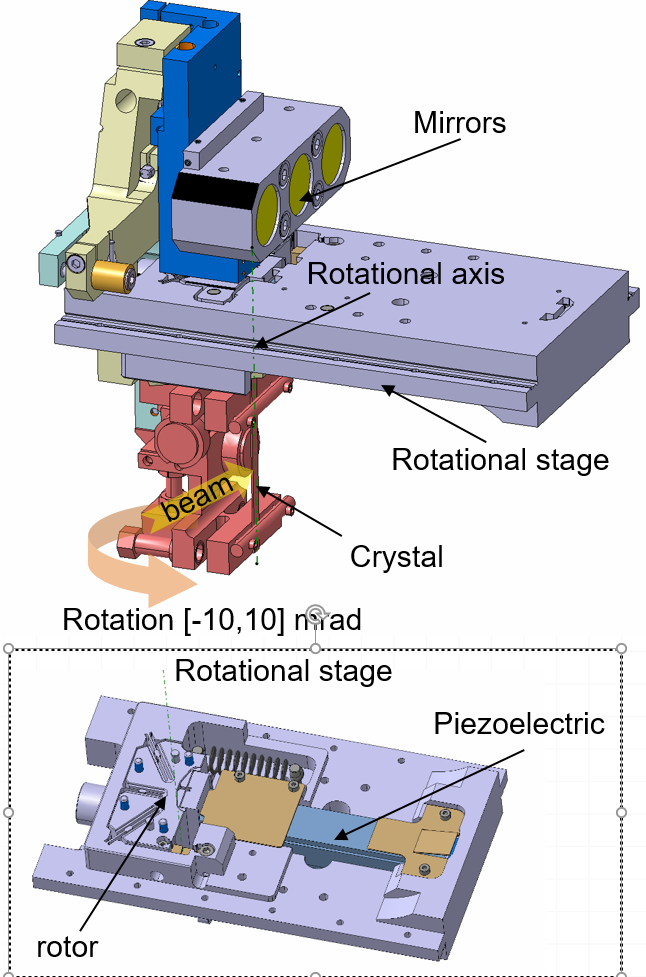 Mirrors
Rotational axis
Rotational stage
beam
Crystal
Rotation [-10,10] mrad
Rotational stage
Piezoelectric
rotor